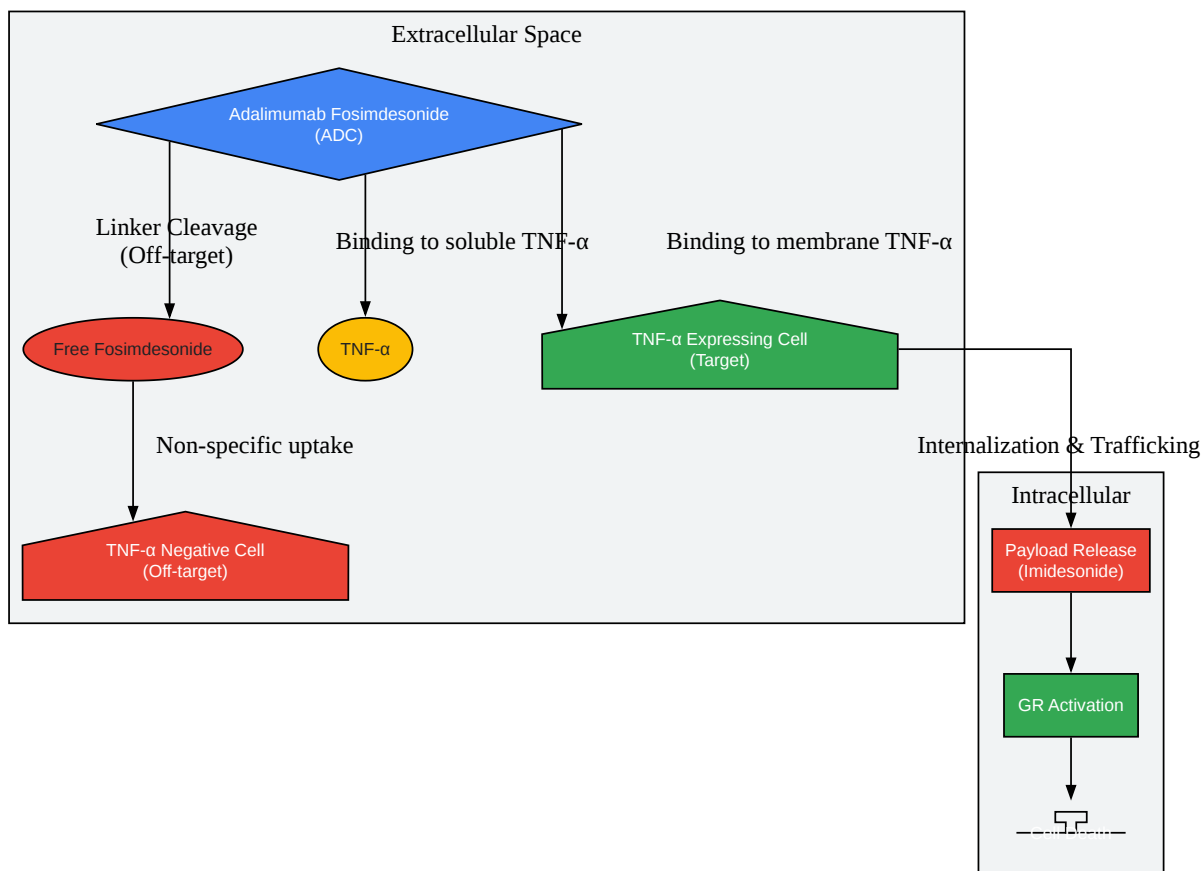 Extracellular Space
Adalimumab Fosimdesonide
(ADC)
Linker Cleavage
(Off-target)
Binding to soluble TNF-α
Binding to membrane TNF-α
Free Fosimdesonide
TNF-α
TNF-α Expressing Cell
(Target)
Non-specific uptake
Internalization & Trafficking
Intracellular
TNF-α Negative Cell
(Off-target)
Payload Release
(Imidesonide)
GR Activation